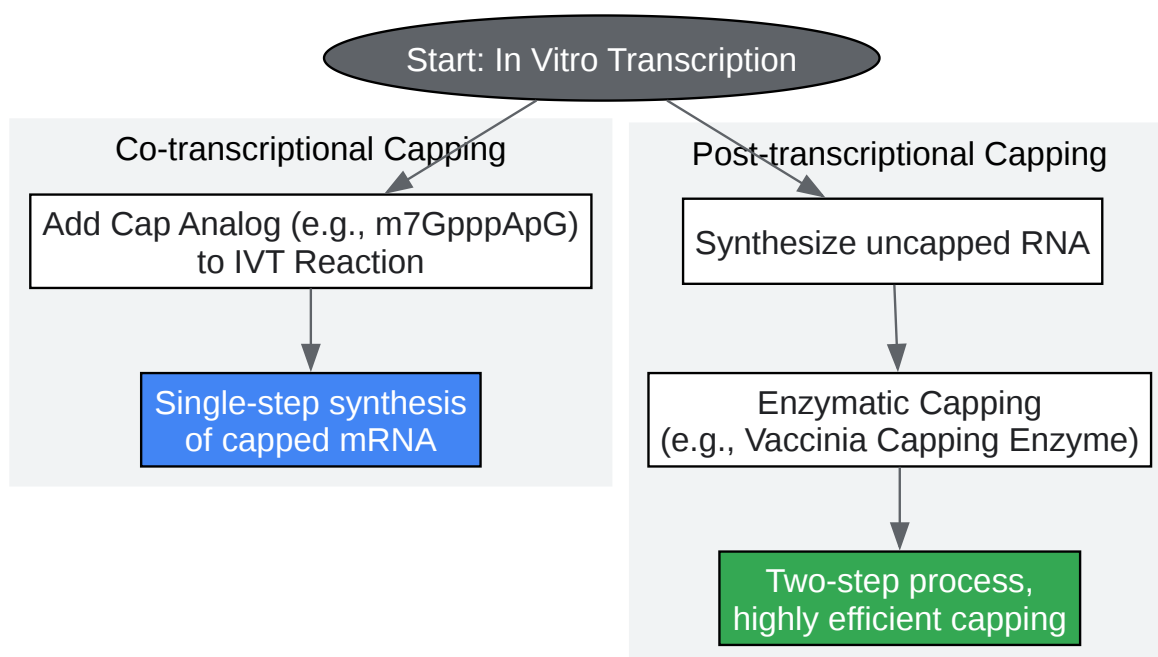 Start: In Vitro Transcription
Co-transcriptional Capping
Add Cap Analog (e.g., m7GpppApG)
to IVT Reaction
Single-step synthesis
of capped mRNA
Post-transcriptional Capping
Synthesize uncapped RNA
Enzymatic Capping
(e.g., Vaccinia Capping Enzyme)
Two-step process,
highly efficient capping